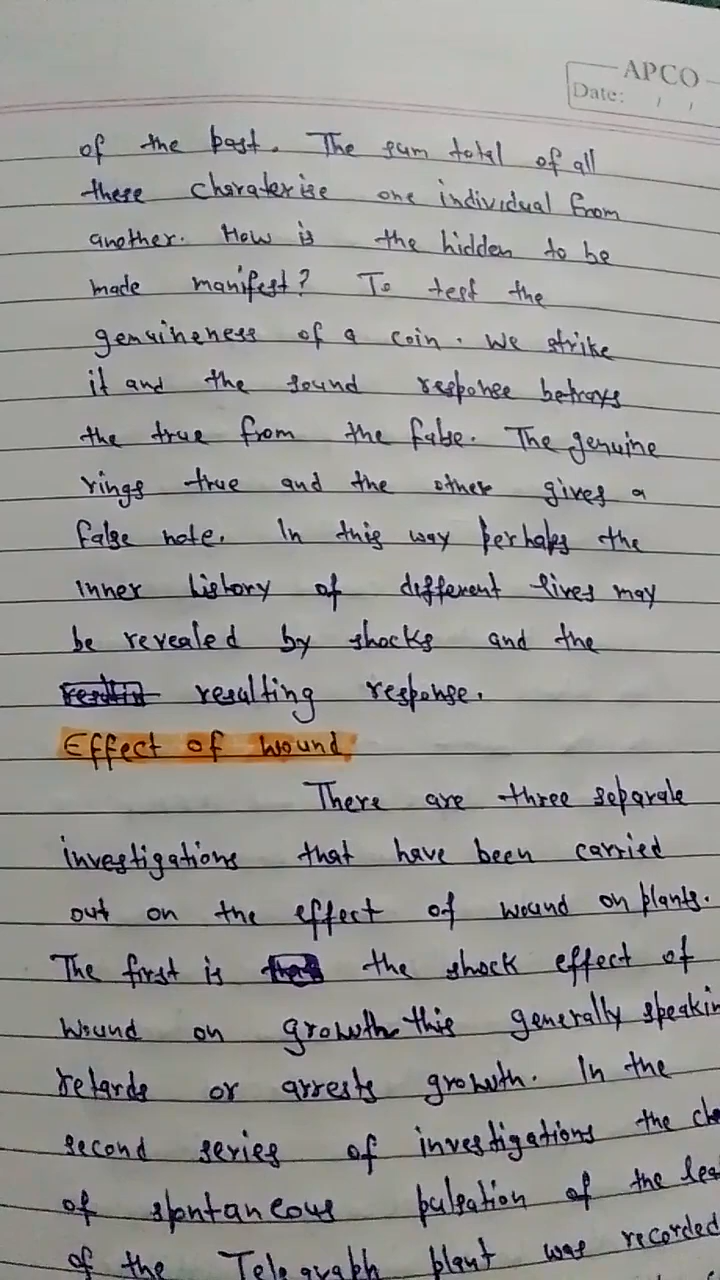 APCO
Date: / /
of the past. The sum total of all
these charaterise one individual from
another. How is the hidden to be
made manifest? To test the
genuineness of a coin. We strike
it and the sound response betrays
the true from the false. The genuine
rings true and the other gives a
false note. In this way perhaps the
inner history of different lives may
be revealed by shocks and the
resulting response.
Effect of wound
There are three separate
investigations that have been carried
out on the effect of wound on plants.
The first is the shock effect of
wound on growth this generally speakin
retards or arrests growth. In the
second series of investigations the
of spontaneous pulsation of the lea
of the Telegraph plant was recorded